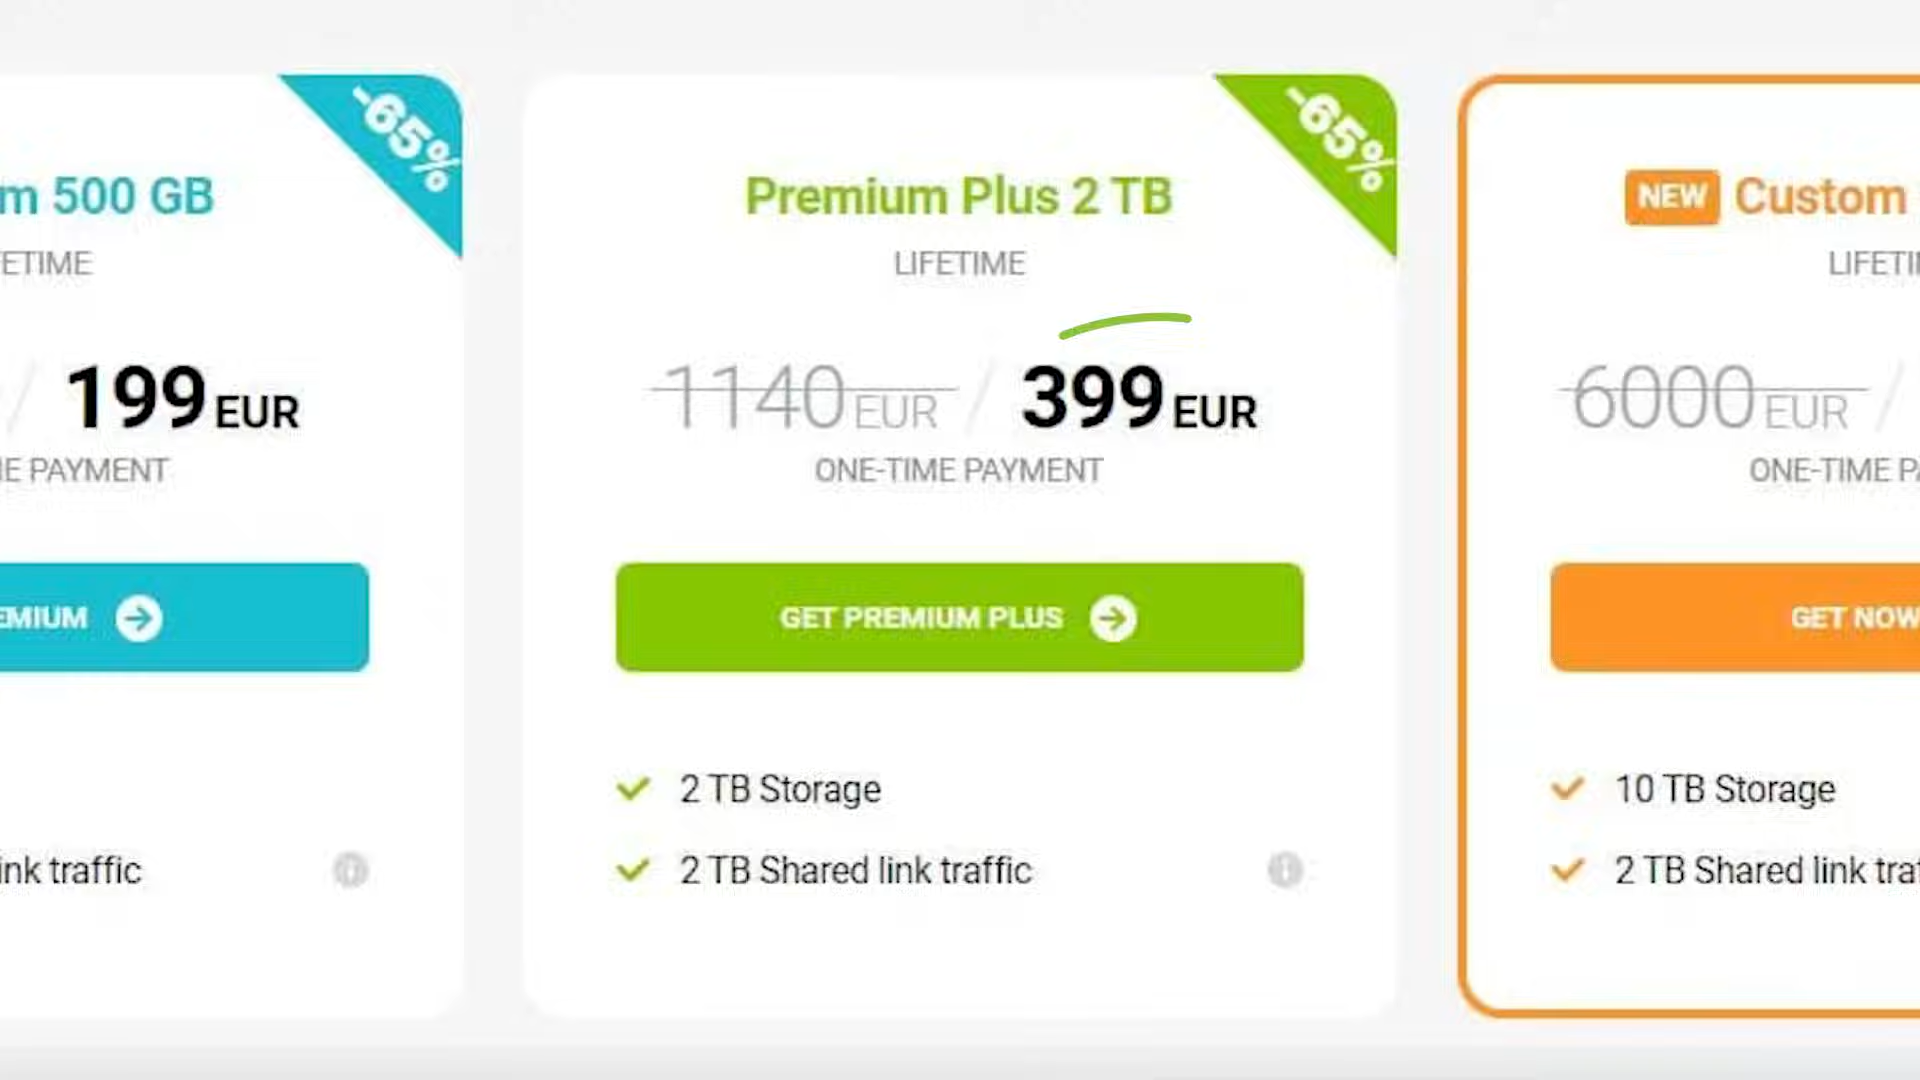 -65%
m 500 GB
ETIME
/ 199 EUR
E PAYMENT
EMIUM
ink traffic
-65%
Premium Plus 2 TB
LIFETIME
1140 EUR / 399 EUR
ONE-TIME PAYMENT
GET PREMIUM PLUS
2 TB Storage
2 TB Shared link traffic
NEW Custom
LIFETI
6000 EUR /
ONE-TIME PA
GET NOW
10 TB Storage
2 TB Shared link traf